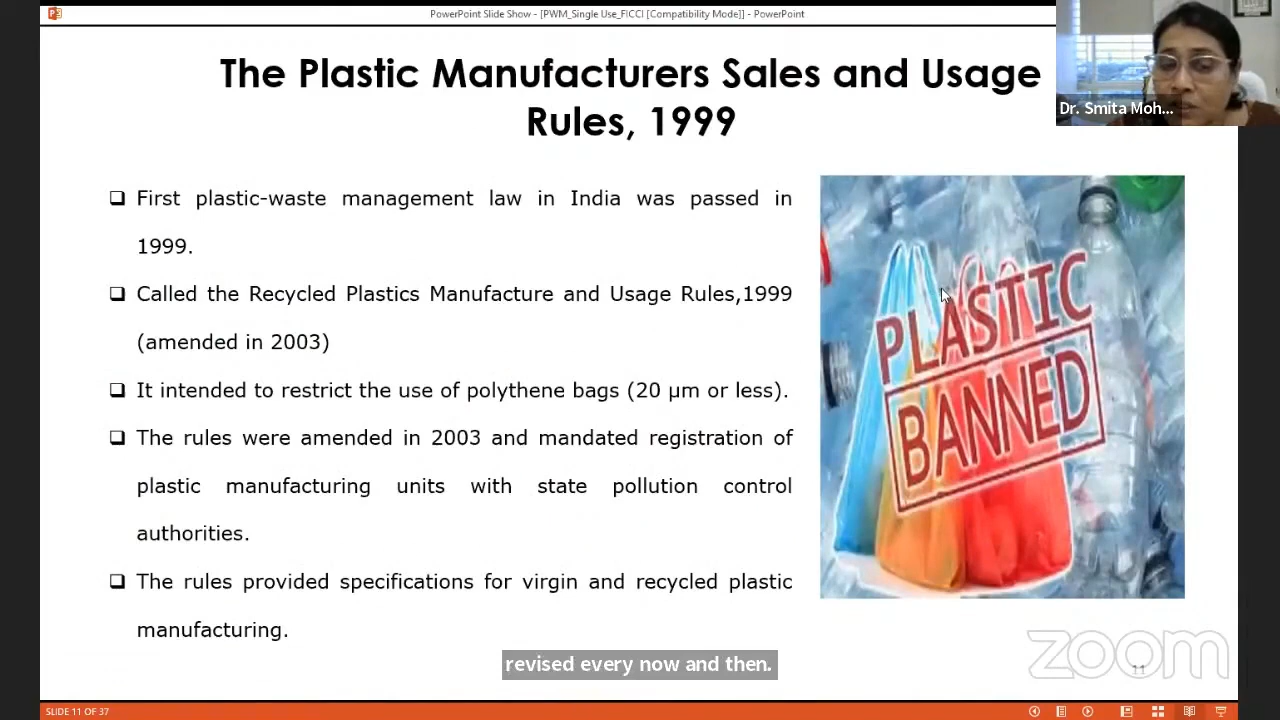 PowerPoint Slide Show - [PWM_Single Use_FICCI [Compatibility Mode]] - PowerPoint
The Plastic Manufacturers Sales and Usage
Rules, 1999
Dr. Smita Moh...
❑ First plastic-waste management law in India was passed in
1999.
❑ Called the Recycled Plastics Manufacture and Usage Rules,1999
(amended in 2003)
❑ It intended to restrict the use of polythene bags (20 µm or less).
❑ The rules were amended in 2003 and mandated registration of
plastic manufacturing units with state pollution control
authorities.
❑ The rules provided specifications for virgin and recycled plastic
manufacturing.
PLASTIC
BANNED
revised every now and then.
zoom
11
SLIDE 11 OF 37